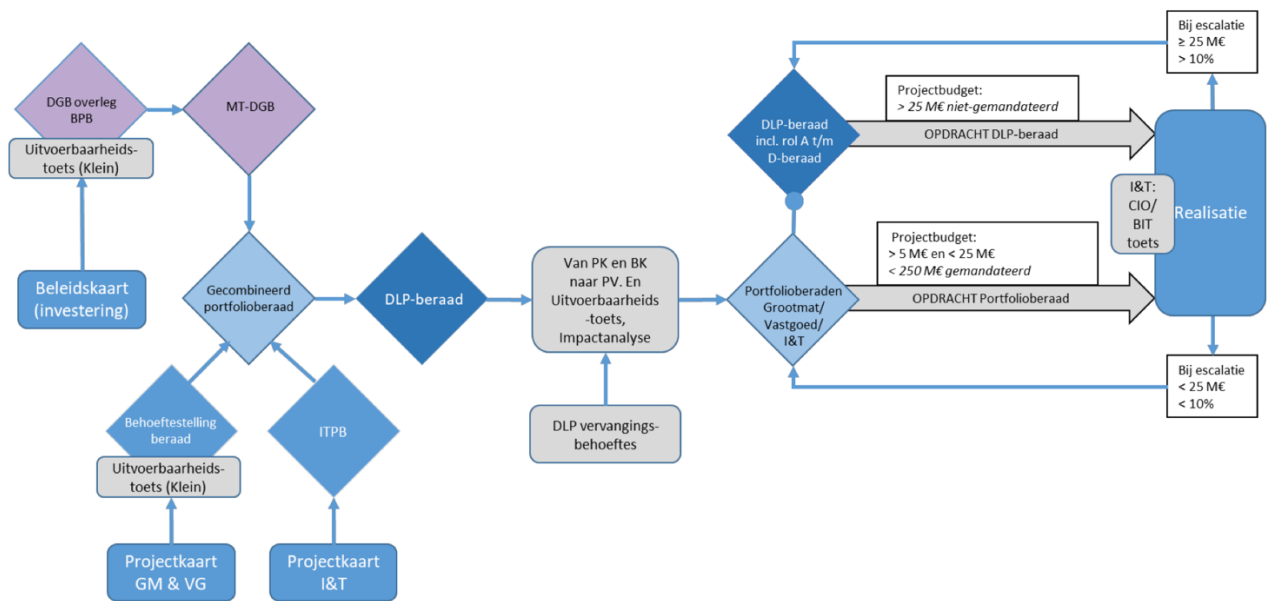 DGB overleg
BPB
Uitvoerbaarheids-
toets (Klein)
Beleidskaart
(investering)
MT-DGB
Gecombineerd
portfolioberaad
Behoeftestelling
beraad
Uitvoerbaarheids-
toets (Klein)
Projectkaart
GM & VG
ITPB
Projectkaart
I&T
DLP-beraad
Van PK en BK
naar PV. En
Uitvoerbaarheids
-toets,
Impactanalyse
DLP vervangings-
behoeftes
DLP-beraad
incl. rol A t/m
D-beraad
Portfolioberaden
Grootmat/
Vastgoed/
I&T
Projectbudget:
> 25 M€ niet-gemandateerd
OPDRACHT DLP-beraad
Projectbudget:
> 5 M€ en < 25 M€
< 250 M€ gemandateerd
OPDRACHT Portfolioberaad
Bij escalatie
≥ 25 M€
> 10%
I&T:
CIO/
BIT
toets
Realisatie
Bij escalatie
< 25 M€
< 10%